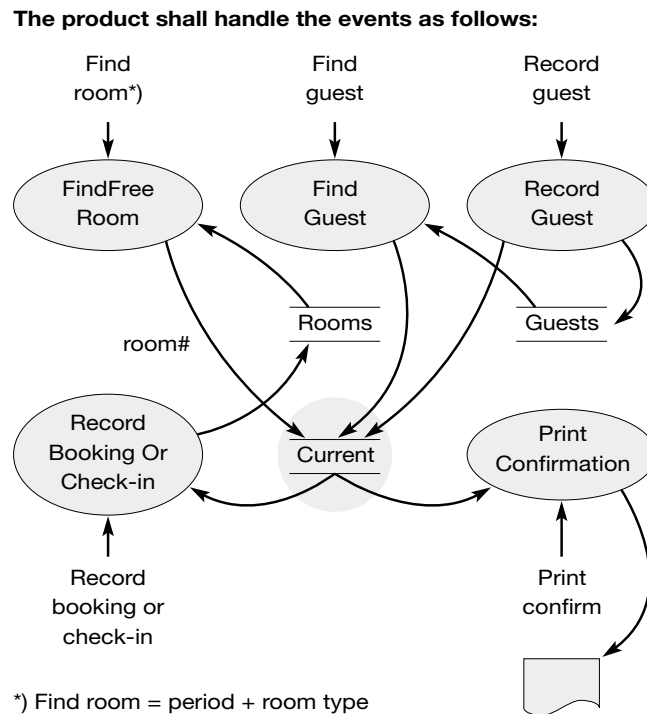 The product shall handle the events as follows:
Find
room*)
Find
guest
Record
guest
FindFree
Room
Find
Guest
Record
Guest
Rooms
Guests
room#
Record
Booking Or
Check-in
Current
Print
Confirmation
Record
booking or
check-in
Print
confirm
*) Find room = period + room type